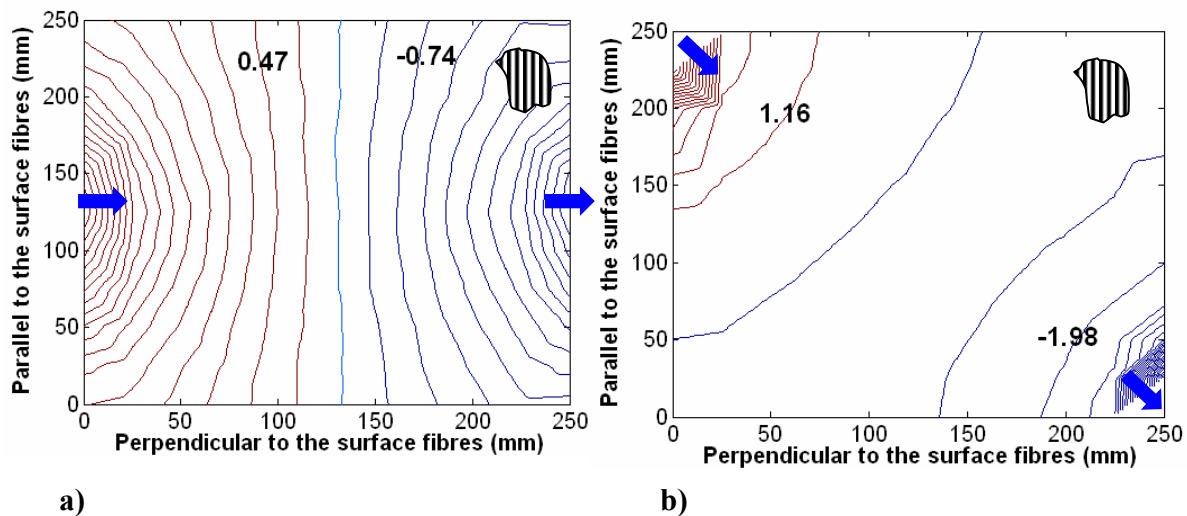 250
200
150
100
50
0
Parallel to the surface fibres (mm)
0.47
-0.74
0 50 100 150 200 250
Perpendicular to the surface fibres (mm)
a)
250
200
150
100
50
0
Parallel to the surface fibres (mm)
1.16
-1.98
0 50 100 150 200 250
Perpendicular to the surface fibres (mm)
b)